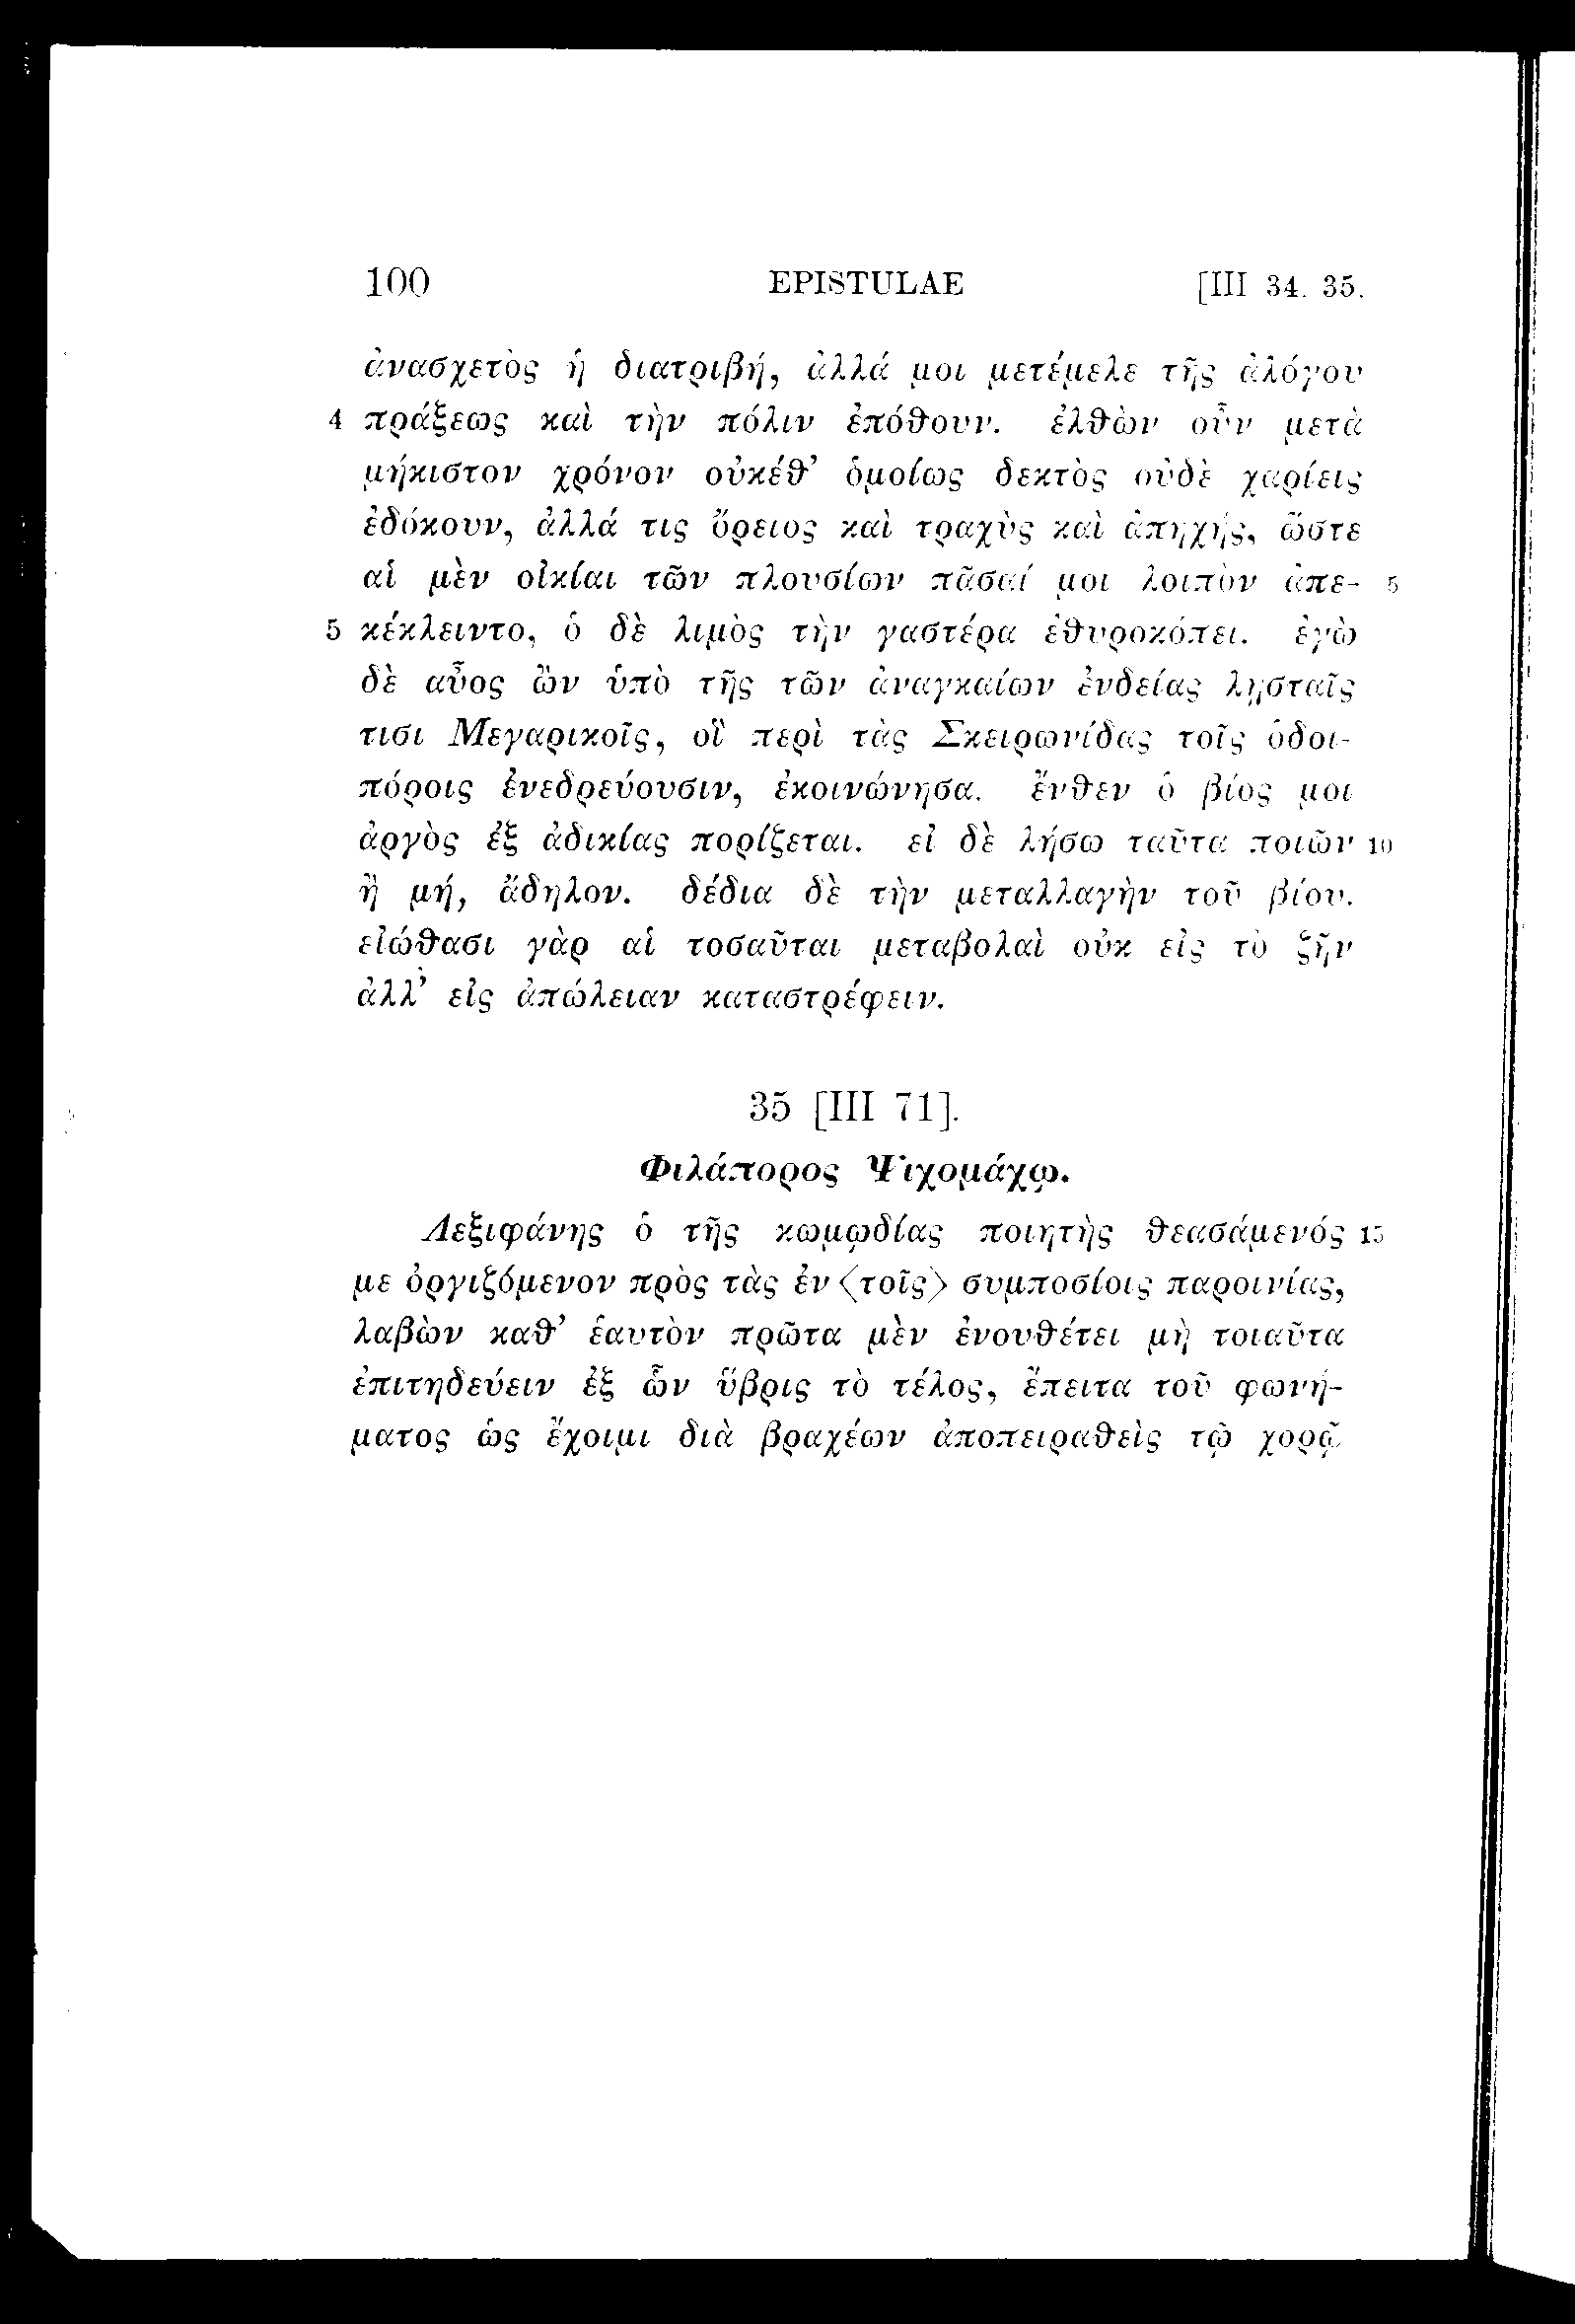 100 EPISTULAE [III 34. 35.
ἀνασχετὸς ἡ διατριβή, ἀλλά μοι μετέμελε τῆς ἀλόγου
4 πράξεως καὶ τὴν πόλιν ἐπόθουν. ἐλθὼν οὖν μετὰ
μήκιστον χρόνον οὐκέθ’ ὁμοίως δεκτὸς οὐδὲ χαρίεις
ἐδόκουν, ἀλλά τις ὄρειος καὶ τραχὺς καὶ ἀπηχής, ὥστε
αἱ μὲν οἰκίαι τῶν πλουσίων πᾶσαί μοι λοιπὸν ἀπε- 5
5 κέκλειντο, ὁ δὲ λιμὸς τὴν γαστέρα ἐθυροκόπει. ἐγὼ
δὲ αὖος ὢν ὑπὸ τῆς τῶν ἀναγκαίων ἐνδείας λῃσταῖς
τισι Μεγαρικοῖς, οἳ περὶ τὰς Σκειρωνίδας τοῖς ὁδοι-
πόροις ἐνεδρεύουσιν, ἐκοινώνησα. ἔνθεν ὁ βίος μοι
ἀργὸς ἐξ ἀδικίας πορίζεται. εἰ δὲ λήσω ταῦτα ποιῶν 10
ἢ μή, ἄδηλον. δέδια δὲ τὴν μεταλλαγὴν τοῦ βίου.
εἰώθασι γὰρ αἱ τοσαῦται μεταβολαὶ οὐκ εἰς τὸ ζῆν
ἀλλ’ εἰς ἀπώλειαν καταστρέφειν.
35 [III 71].
Φιλάπορος Ψιχομάχῳ.
Λεξιφάνης ὁ τῆς κωμῳδίας ποιητὴς θεασάμενός 15
με ὀργιζόμενον πρὸς τὰς ἐν ⟨τοῖς⟩ συμποσίοις παροινίας,
λαβὼν καθ’ ἑαυτὸν πρῶτα μὲν ἐνουθέτει μὴ τοιαῦτα
ἐπιτηδεύειν ἐξ ὧν ὕβρις τὸ τέλος, ἔπειτα τοῦ φωνή-
ματος ὡς ἔχοιμι διὰ βραχέων ἀποπειραθεὶς τῷ χορῷ